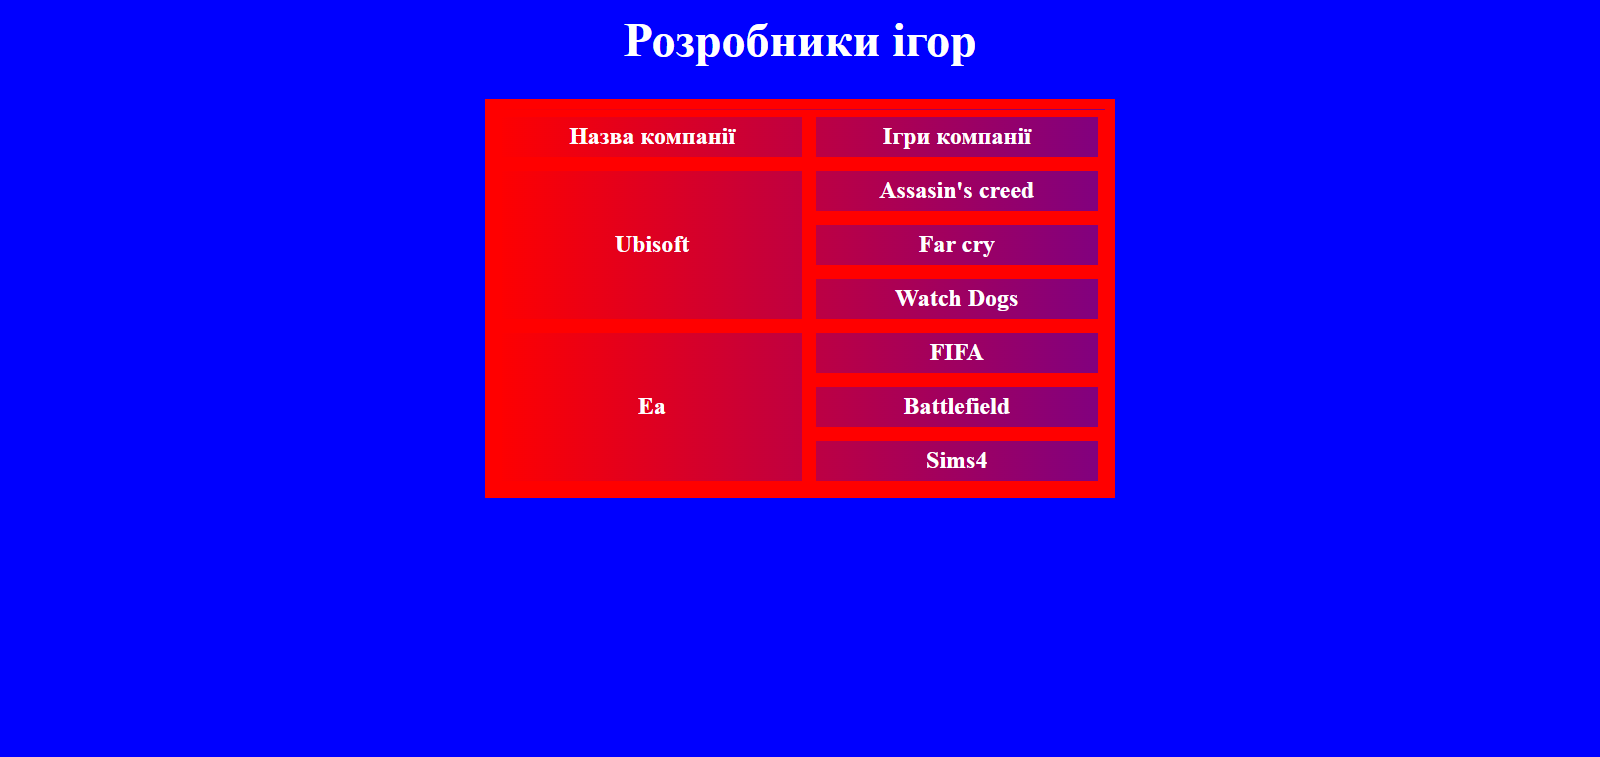 Розробники ігор
Назва компанії Ігри компанії
Assasin's creed
Ubisoft Far cry
Watch Dogs
FIFA
Ea Battlefield
Sims4